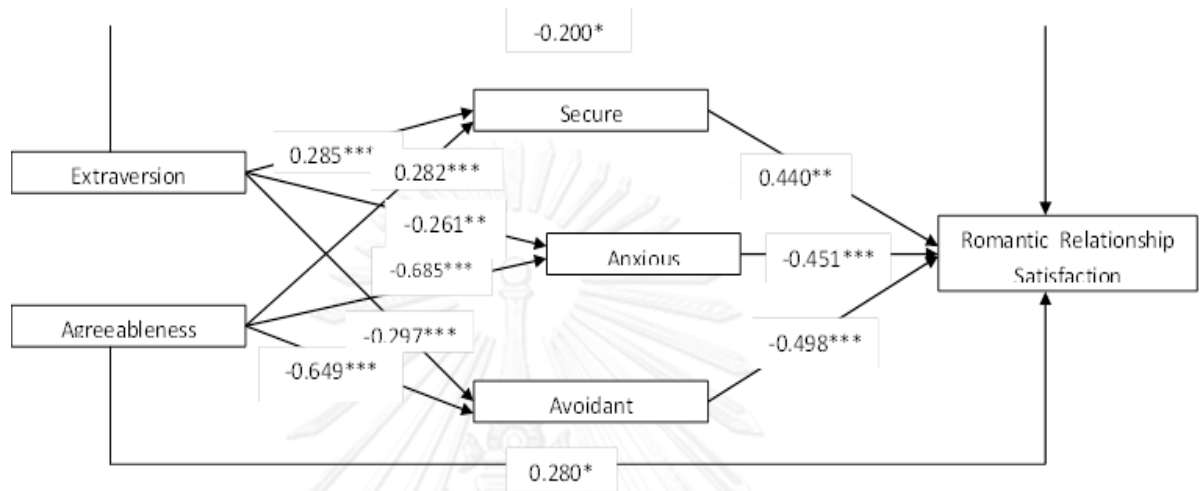 -0.200*
Secure
0.285***
Extraversion
0.282***
0.440**
-0.261**
Romantic Relationship
Satisfaction
Anxious
-0.451***
-0.685***
Agreeableness
-0.297***
-0.498***
-0.649***
Avoidant
0.280*